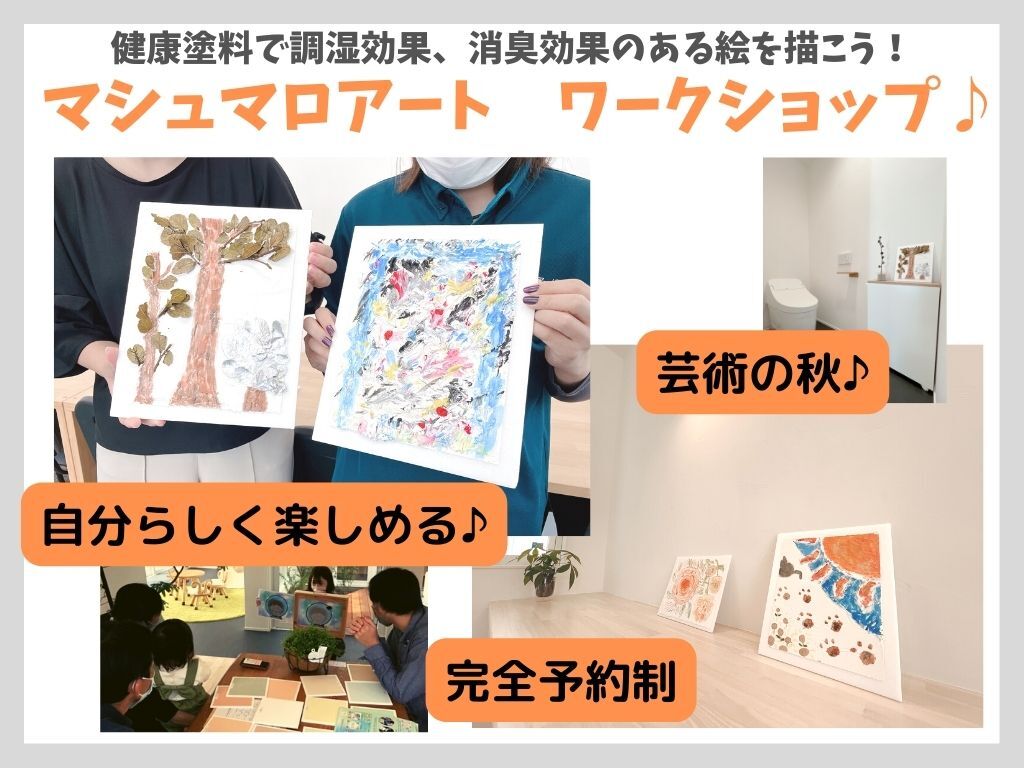 健康塗料で調湿効果、消臭効果のある絵を描こう！
マシュマロアート　ワークショップ♪
芸術の秋♪
自分らしく楽しめる♪
完全予約制